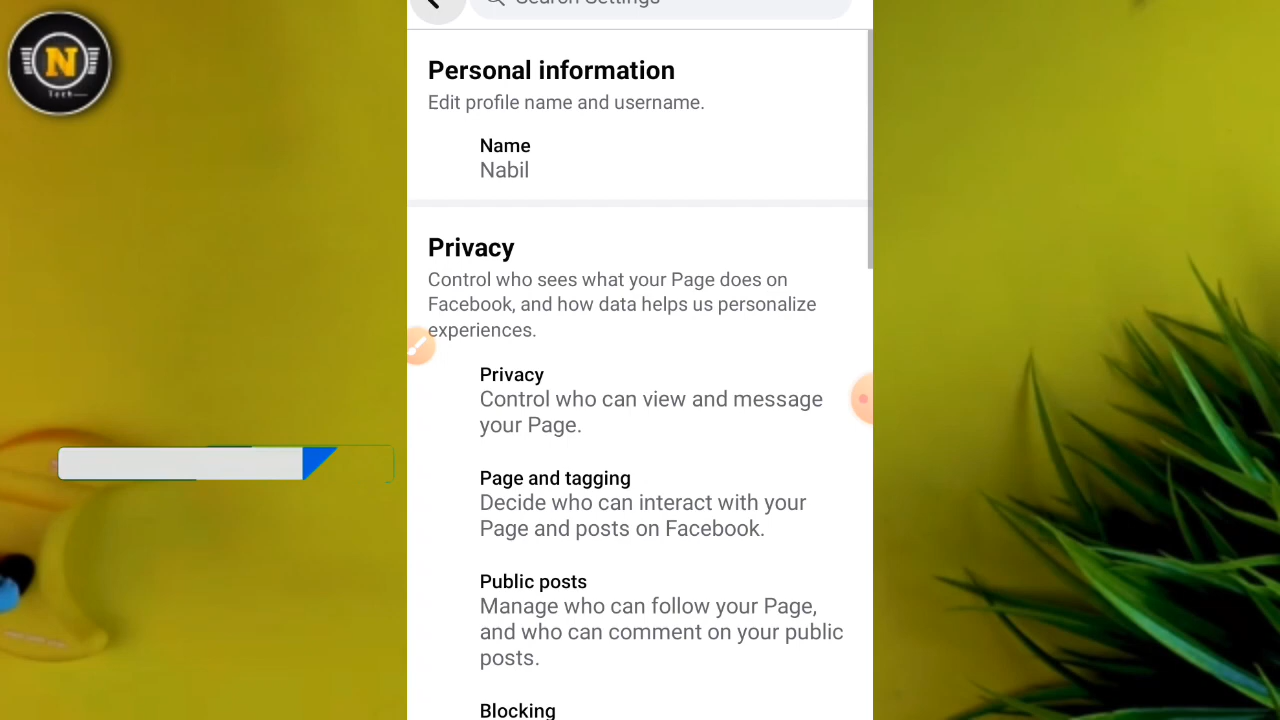 N
Tech
Search Settings
Personal information
Edit profile name and username.
Name
Nabil
Privacy
Control who sees what your Page does on
Facebook, and how data helps us personalize
experiences.
Privacy
Control who can view and message
your Page.
Page and tagging
Decide who can interact with your
Page and posts on Facebook.
Public posts
Manage who can follow your Page,
and who can comment on your public
posts.
Blocking